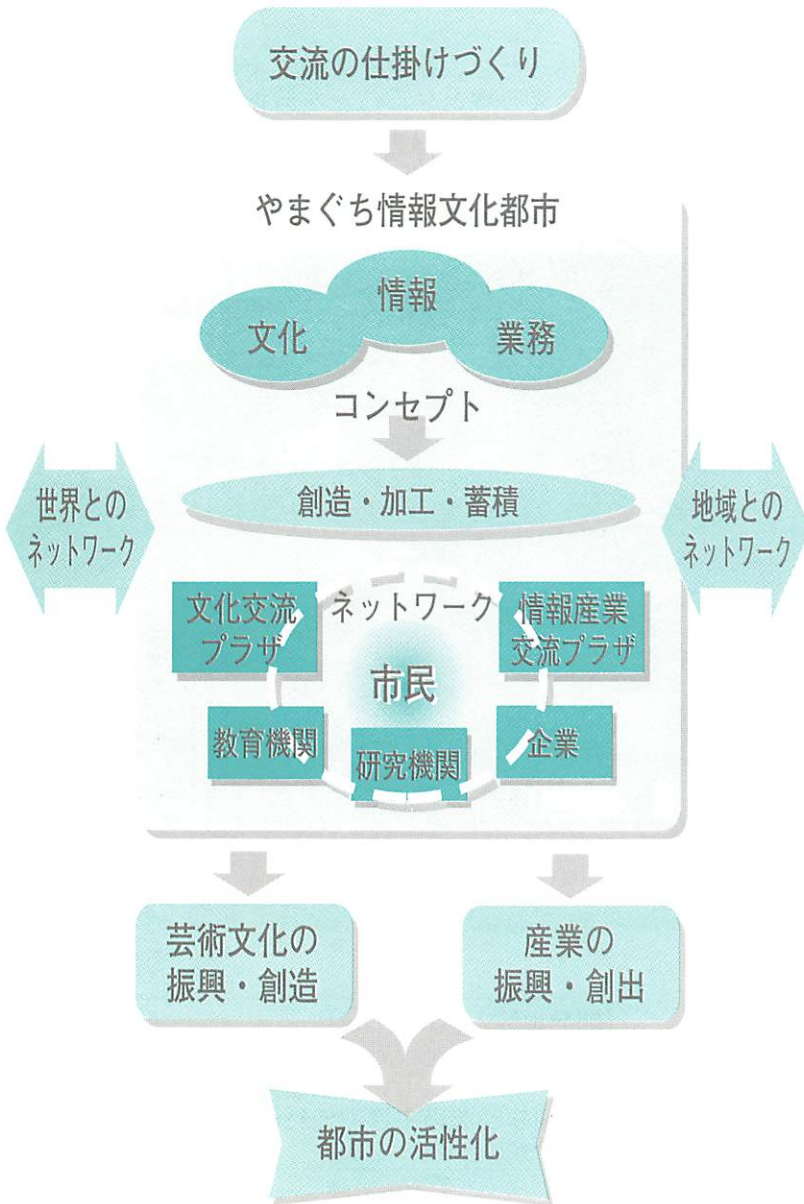 交流の仕掛けづくり
やまぐち情報文化都市
情報
文化
業務
コンセプト
創造・加工・蓄積
世界との
ネットワーク
地域との
ネットワーク
ネットワーク
文化交流
プラザ
情報産業
交流プラザ
市民
教育機関
研究機関
企業
芸術文化の
振興・創造
産業の
振興・創出
都市の活性化